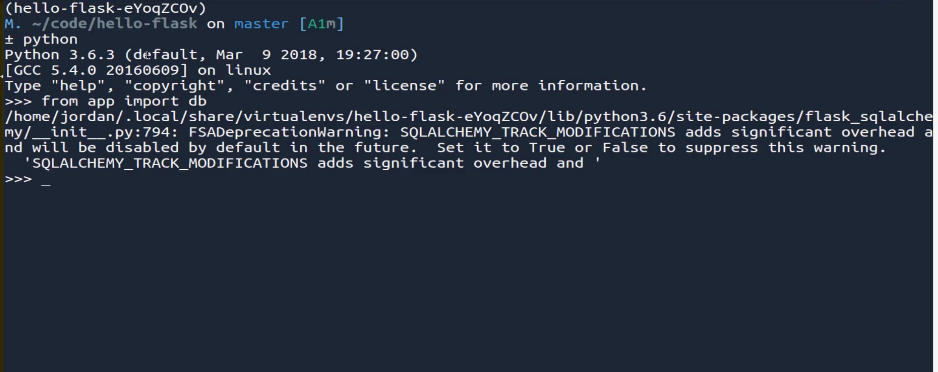 (hello-flask-eYoqZCOv)
M. ~/code/hello-flask on master [A1m]
± python
Python 3.6.3 (default, Mar  9 2018, 19:27:00)
[GCC 5.4.0 20160609] on linux
Type "help", "copyright", "credits" or "license" for more information.
>>> from app import db
/home/jordan/.local/share/virtualenvs/hello-flask-eYoqZCOv/lib/python3.6/site-packages/flask_sqlalche
my/__init__.py:794: FSADeprecationWarning: SQLALCHEMY_TRACK_MODIFICATIONS adds significant overhead a
nd will be disabled by default in the future.  Set it to True or False to suppress this warning.
  'SQLALCHEMY_TRACK_MODIFICATIONS adds significant overhead and '
>>> _